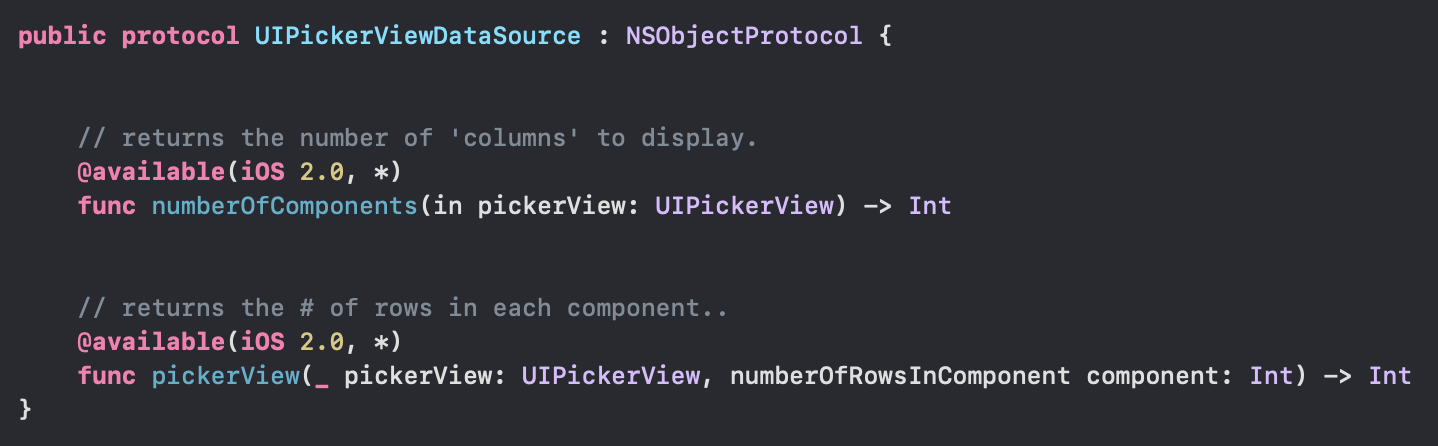 public protocol UIPickerViewDataSource : NSObjectProtocol {
// returns the number of 'columns' to display.
@available(iOS 2.0, *)
func numberOfComponents(in pickerView: UIPickerView) -> Int
// returns the # of rows in each component..
@available(iOS 2.0, *)
func pickerView(_ pickerView: UIPickerView, numberOfRowsInComponent component: Int) -> Int
}